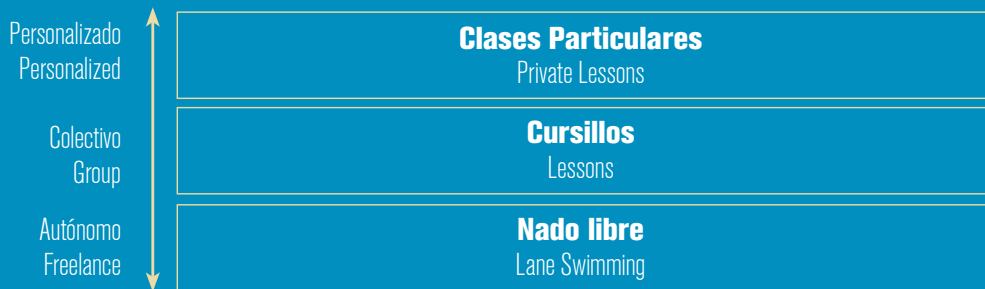 Personalizado
Personalized
Clases Particulares
Private Lessons
Colectivo
Group
Cursillos
Lessons
Autónomo
Freelance
Nado libre
Lane Swimming